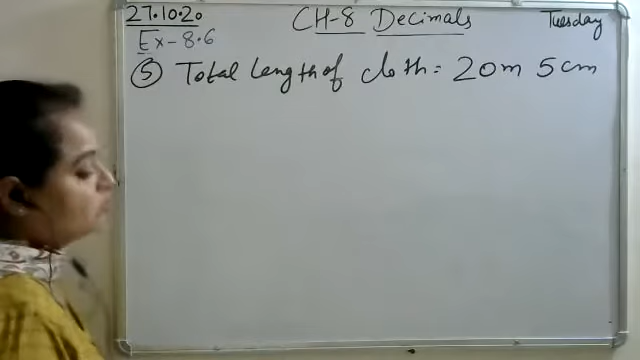 27.10.20 CH-8 Decimals Tuesday
Ex-8.6
⑤ Total length of cloth = 20m 5cm